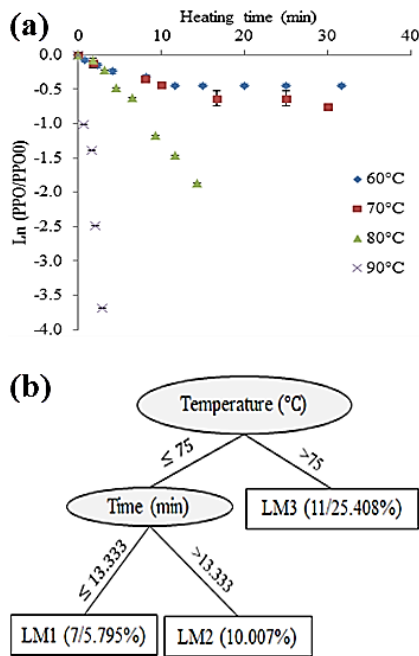 (a)
Heating time (min)
0 10 20 30 40
0.0
-0.5
-1.0
-1.5
-2.0
-2.5
-3.0
-3.5
-4.0
Ln (PPO/PPO0)
60°C
70°C
80°C
90°C
(b)
Temperature (°C)
≤ 75
>75
Time (min)
LM3 (11/25.408%)
≤ 13.333
>13.333
LM1 (7/5.795%)
LM2 (10.007%)